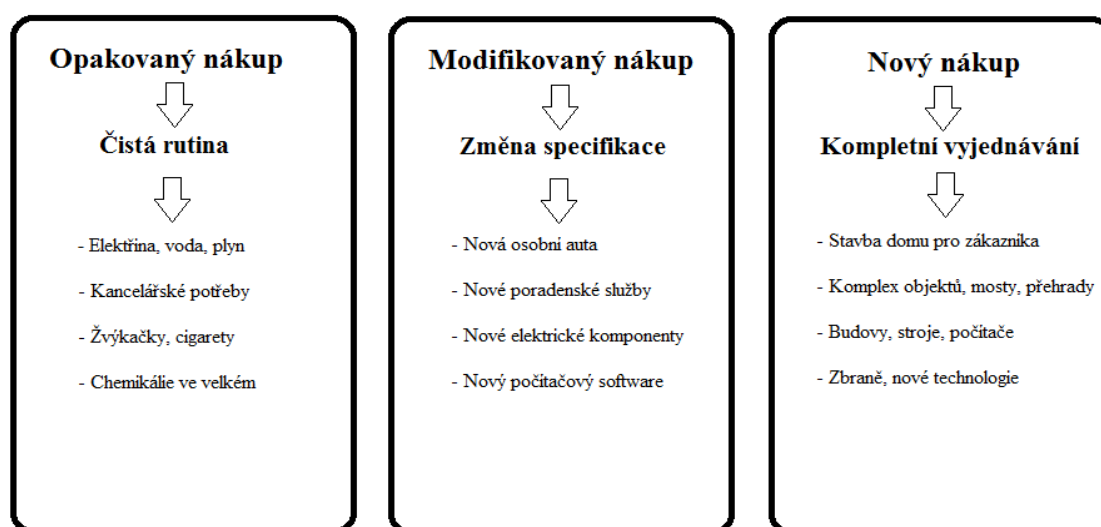 Opakovaný nákup
Čistá rutina
- Elektřina, voda, plyn
- Kancelářské potřeby
- Žvýkačky, cigarety
- Chemikálie ve velkém
Modifikovaný nákup
Změna specifikace
- Nová osobní auta
- Nové poradenské služby
- Nové elektrické komponenty
- Nový počítačový software
Nový nákup
Kompletní vyjednávání
- Stavba domu pro zákazníka
- Komplex objektů, mosty, přehrady
- Budovy, stroje, počítače
- Zbraně, nové technologie